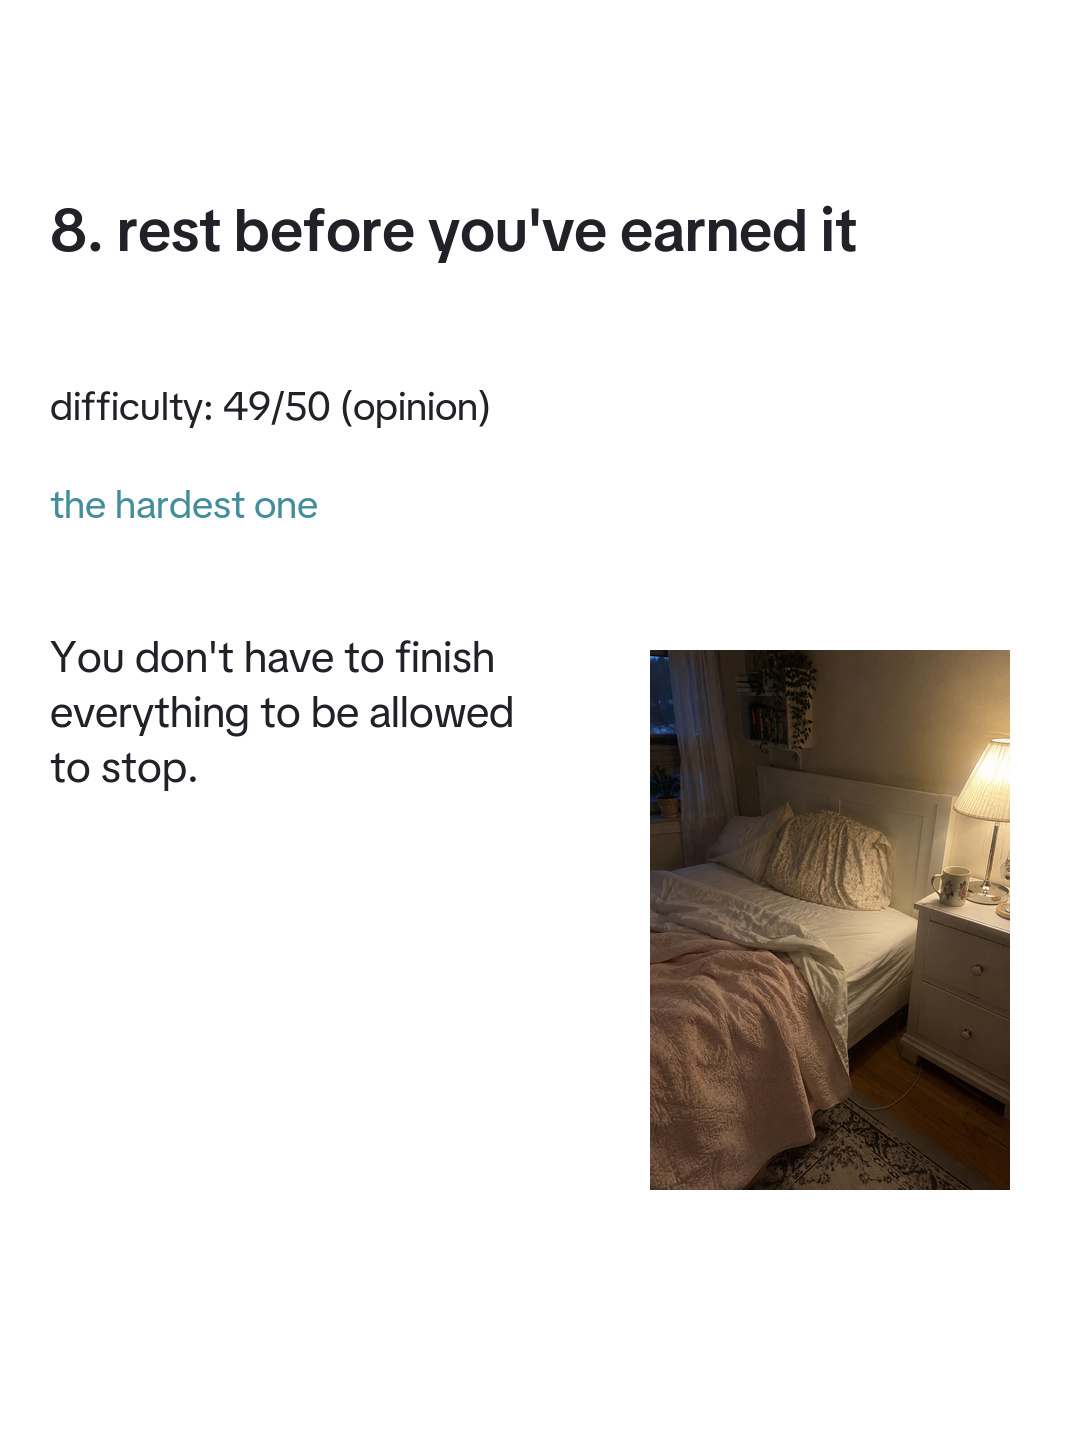 8. rest before you've earned it
difficulty: 49/50 (opinion)
the hardest one
You don't have to finish
everything to be allowed
to stop.